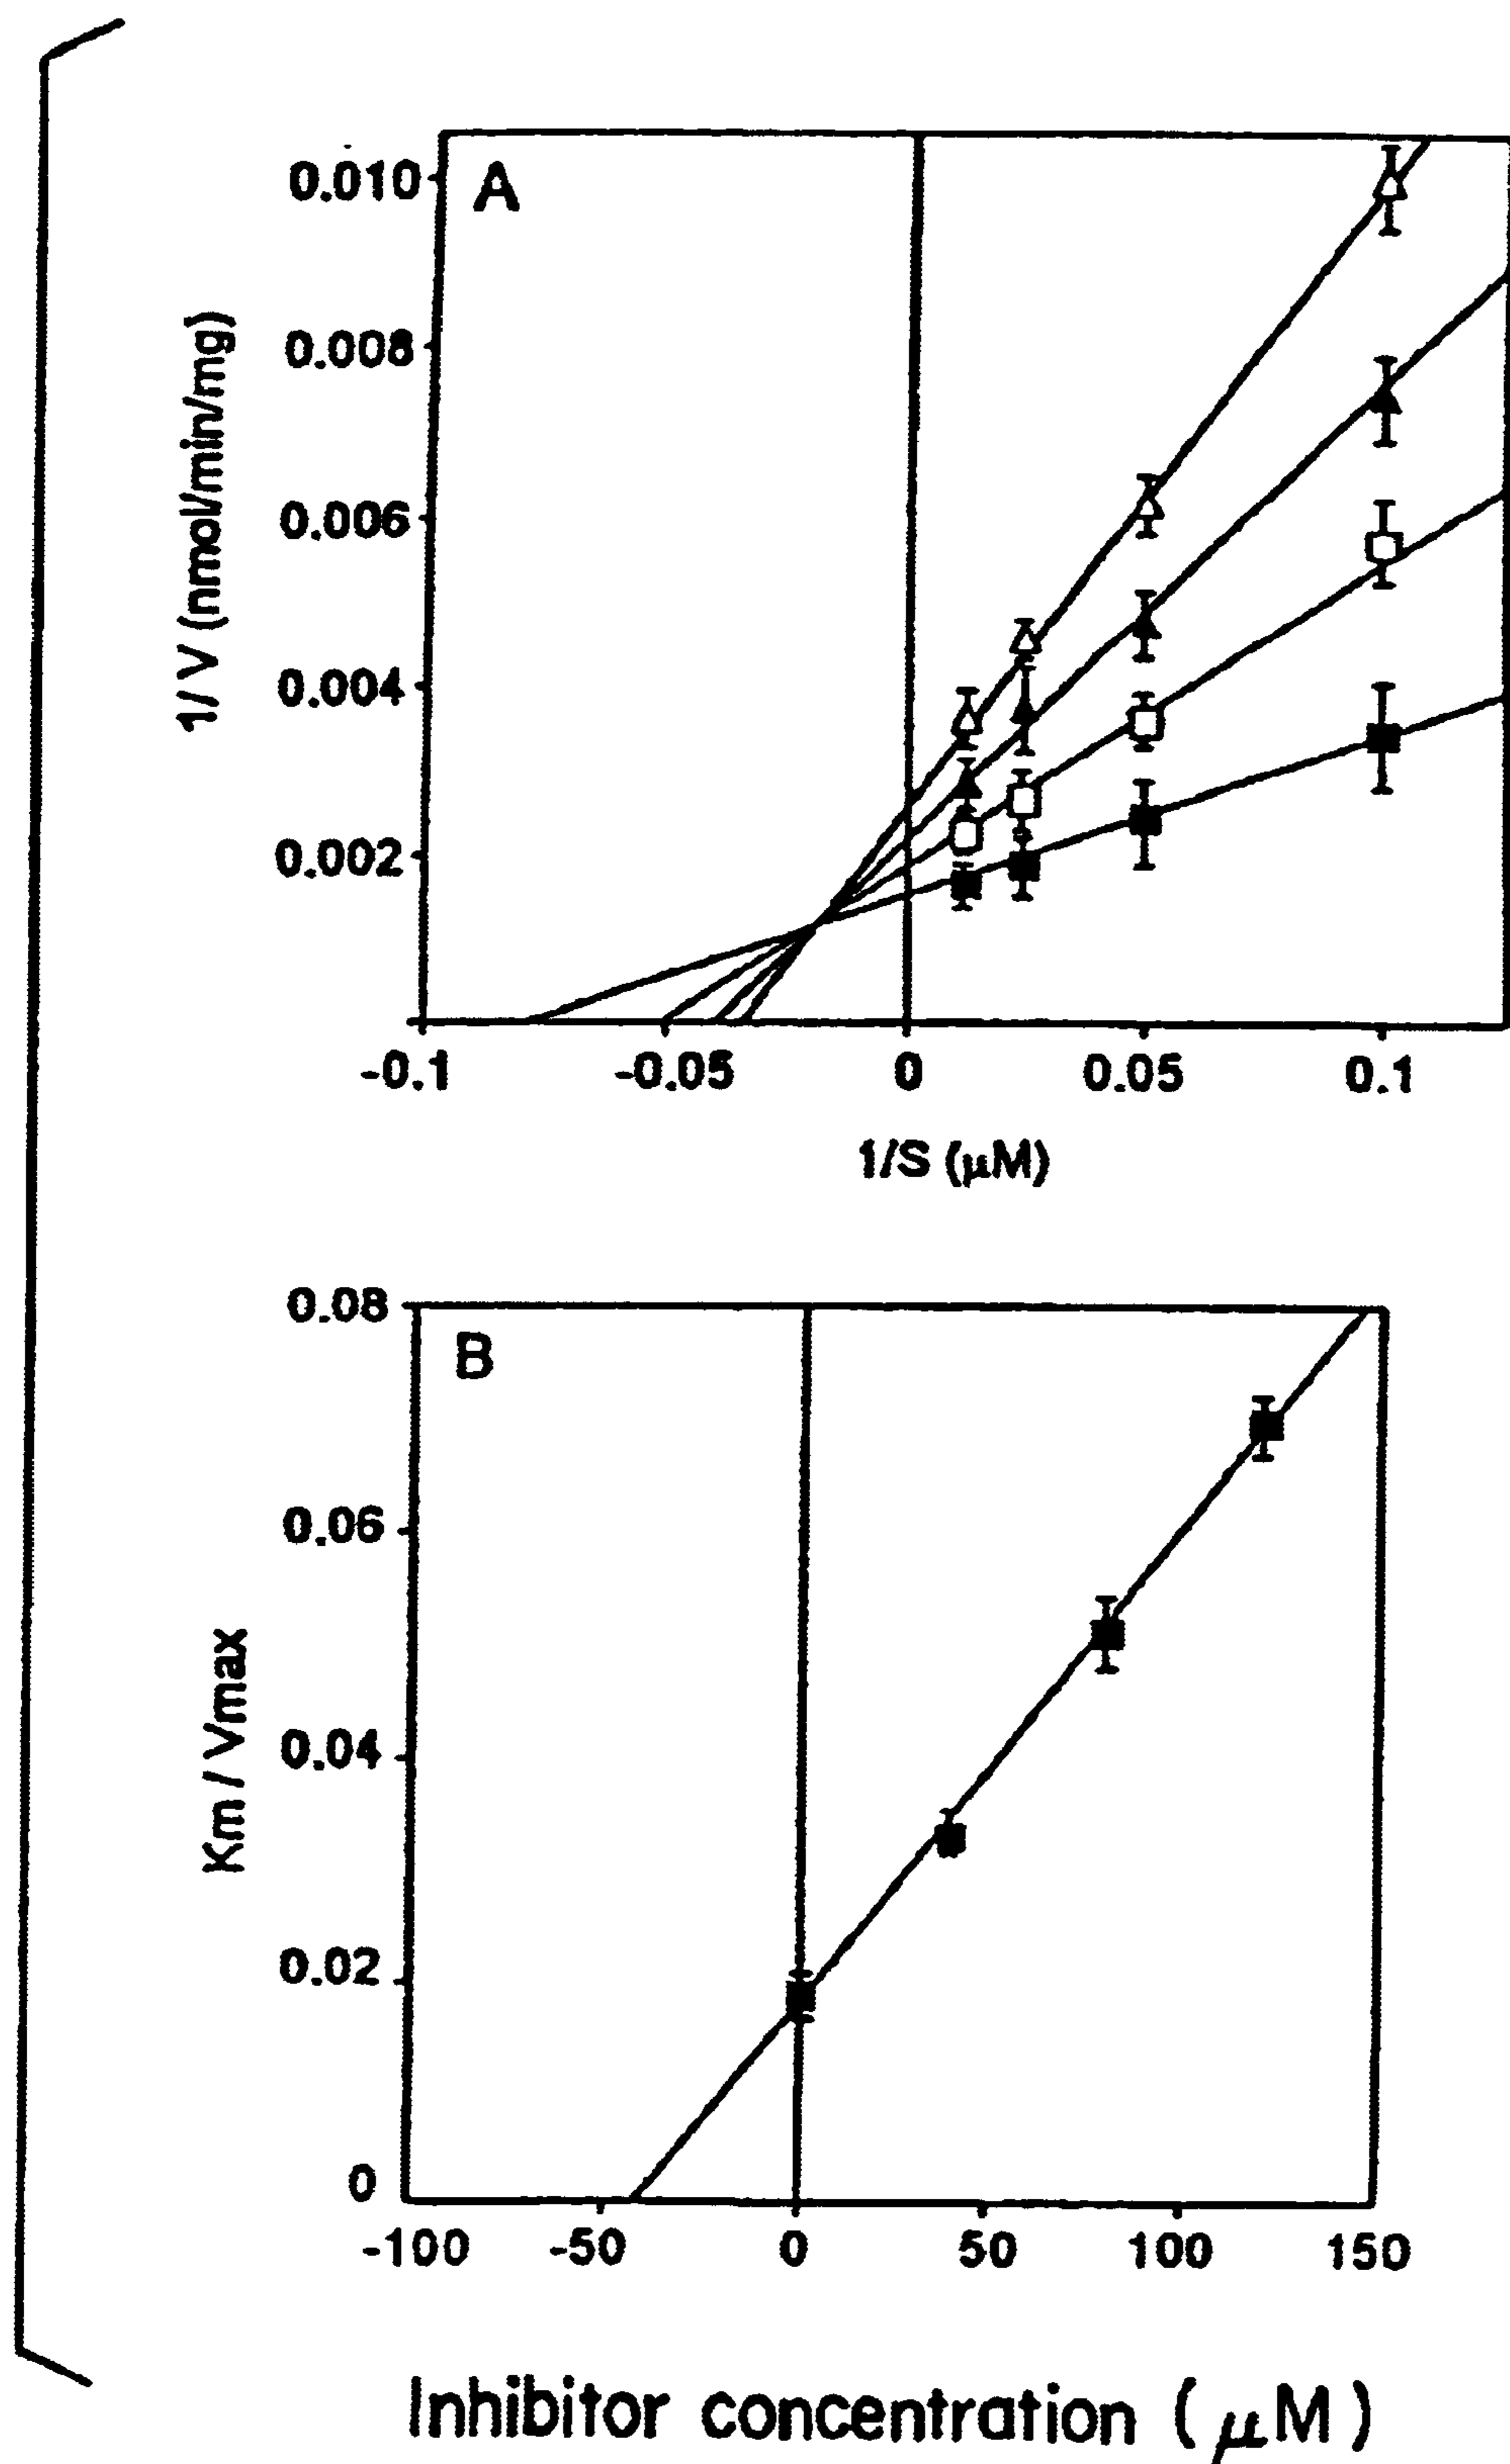 A
0.010
0.008
0.006
0.004
0.002
1/ V (nmol/min/mg)
-0.1 -0.05 0 0.05 0.1
1/S (μM)
B
0.08
0.06
0.04
0.02
0
Km / Vmax
-100 -50 0 50 100 150
Inhibitor concentration (μM)